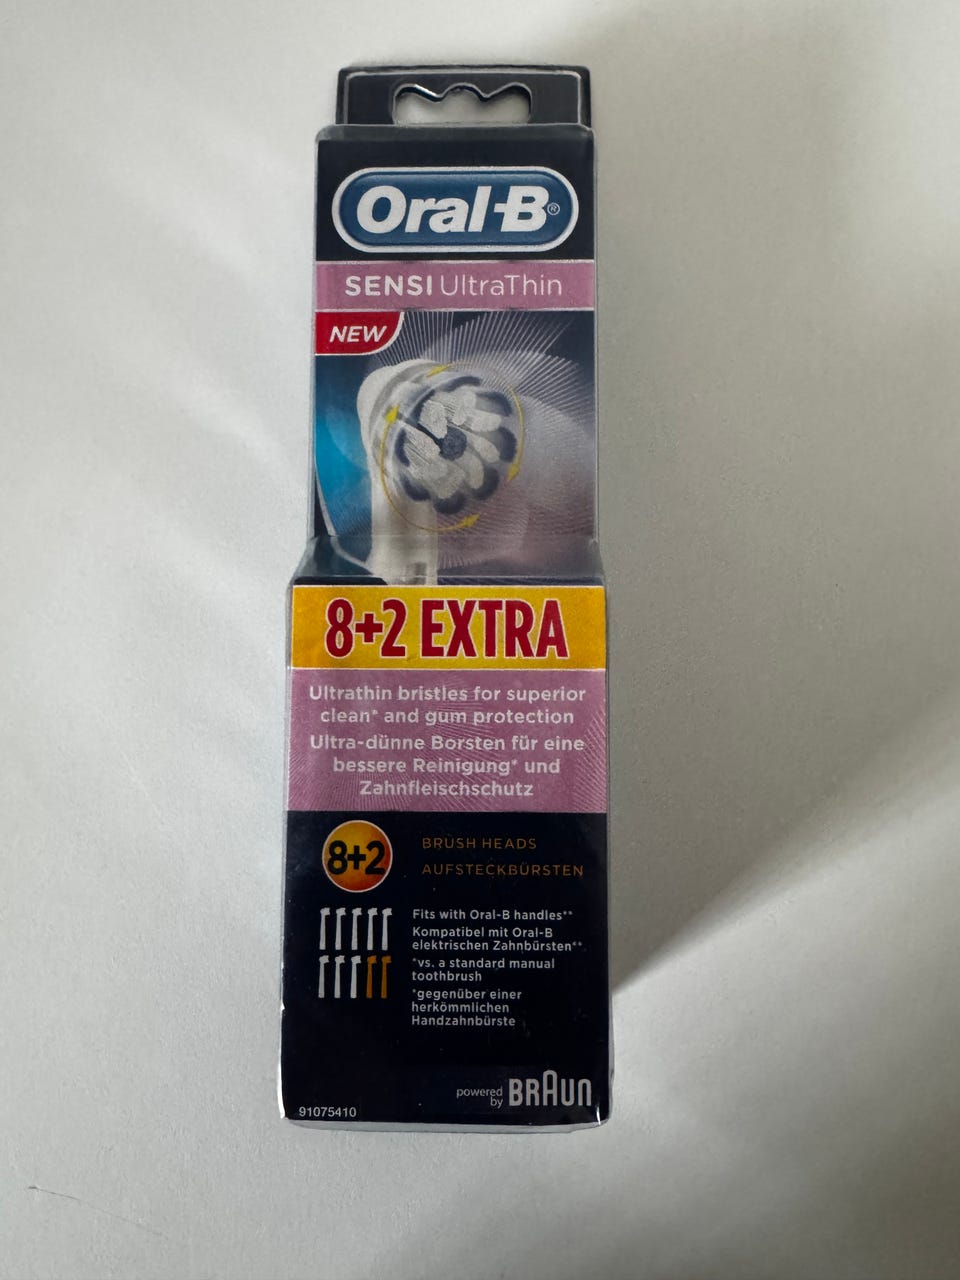 Oral-B®
SENSI UltraThin
NEW
8+2 EXTRA
Ultrathin bristles for superior
clean* and gum protection
Ultra-dünne Borsten für eine
bessere Reinigung* und
Zahnfleischschutz
8+2
BRUSH HEADS
AUFSTECKBÜRSTEN
Fits with Oral-B handles**
Kompatibel mit Oral-B
elektrischen Zahnbürsten**
*vs. a standard manual
toothbrush
*gegenüber einer
herkömmlichen
Handzahnbürste
powered
by
BRAUN
91075410